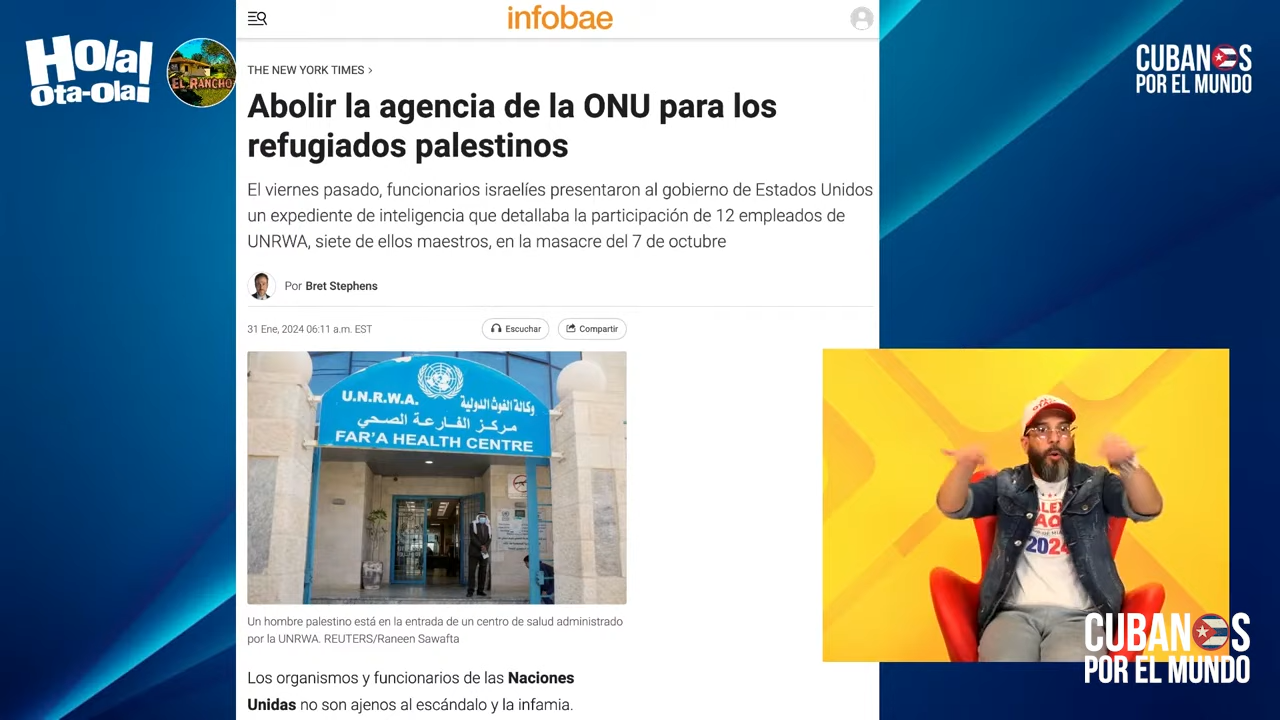 Hola!
Ota-Ola!
EL RANCHO
infobae
CUBANOS
POR EL MUNDO
THE NEW YORK TIMES >
Abolir la agencia de la ONU para los
refugiados palestinos
El viernes pasado, funcionarios israelíes presentaron al gobierno de Estados Unidos
un expediente de inteligencia que detallaba la participación de 12 empleados de
UNRWA, siete de ellos maestros, en la masacre del 7 de octubre
Por Bret Stephens
31 Ene, 2024 06:11 a.m. EST
Escuchar
Compartir
U.N.R.W.A. وكالة الغوث الدولية
مركز الفارعة الصحي
FAR'A HEALTH CENTRE
Un hombre palestino está en la entrada de un centro de salud administrado
por la UNRWA. REUTERS/Raneen Sawafta
Los organismos y funcionarios de las Naciones
Unidas no son ajenos al escándalo y la infamia.
2024
CUBANOS
POR EL MUNDO